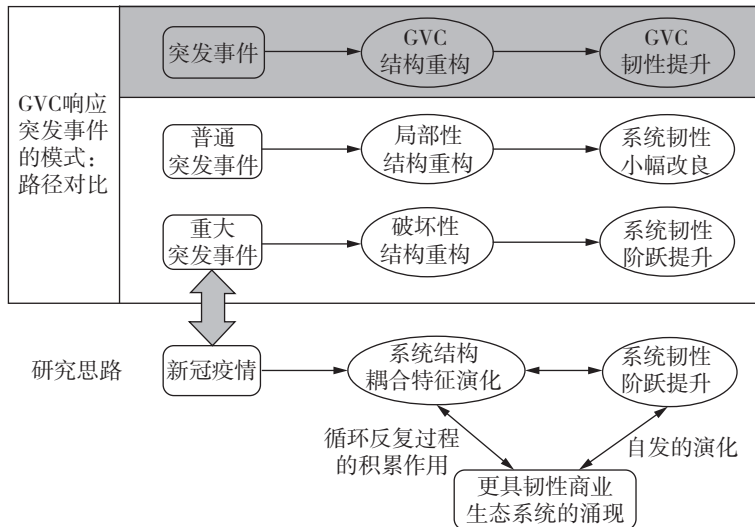 突发事件
GVC
结构重构
GVC
韧性提升
GVC响应
突发事件
的模式：
路径对比
普通
突发事件
局部性
结构重构
系统韧性
小幅改良
重大
突发事件
破坏性
结构重构
系统韧性
阶跃提升
研究思路
新冠疫情
系统结构
耦合特征演化
系统韧性
阶跃提升
循环反复过程
的积累作用
自发的演化
更具韧性商业
生态系统的涌现